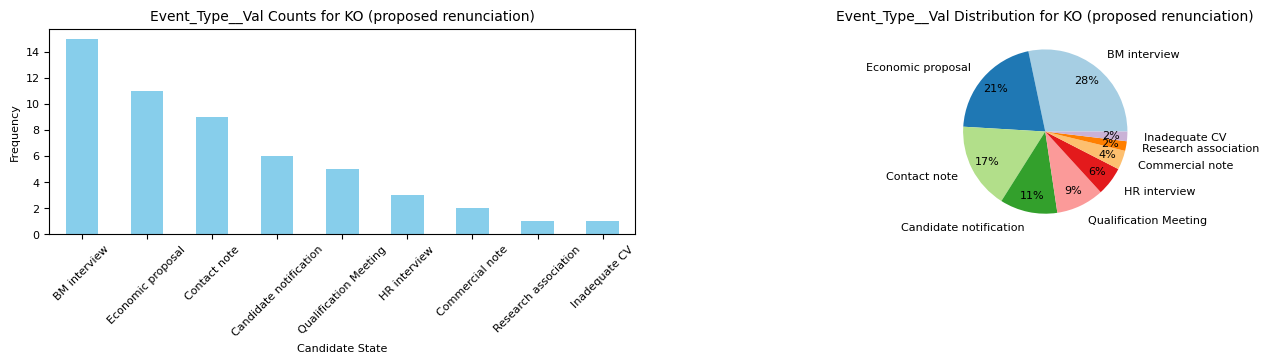 Event_Type__Val Counts for KO (proposed renunciation)
Frequency
14
12
10
8
6
4
2
0
BM interview
Economic proposal
Contact note
Candidate notification
Qualification Meeting
HR interview
Commercial note
Research association
Inadequate CV
Candidate State
Event_Type__Val Distribution for KO (proposed renunciation)
BM interview
28%
Economic proposal
21%
Contact note
17%
Candidate notification
11%
Qualification Meeting
9%
HR interview
6%
Commercial note
4%
Research association
2%
Inadequate CV
2%